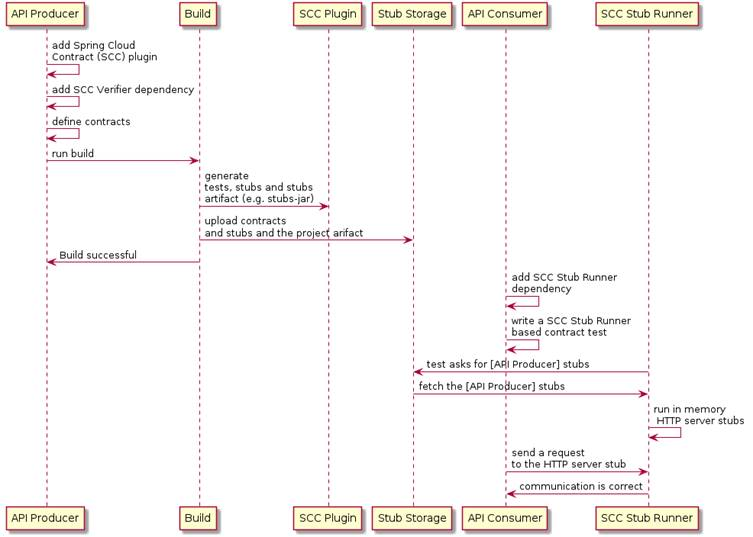 API Producer
Build
SCC Plugin
Stub Storage
API Consumer
SCC Stub Runner
add Spring Cloud
Contract (SCC) plugin
add SCC Verifier dependency
define contracts
run build
generate
tests, stubs and stubs
artifact (e.g. stubs-jar)
upload contracts
and stubs and the project arifact
Build successful
add SCC Stub Runner
dependency
write a SCC Stub Runner
based contract test
test asks for [API Producer] stubs
fetch the [API Producer] stubs
run in memory
HTTP server stubs
send a request
to the HTTP server stub
communication is correct
API Producer
Build
SCC Plugin
Stub Storage
API Consumer
SCC Stub Runner